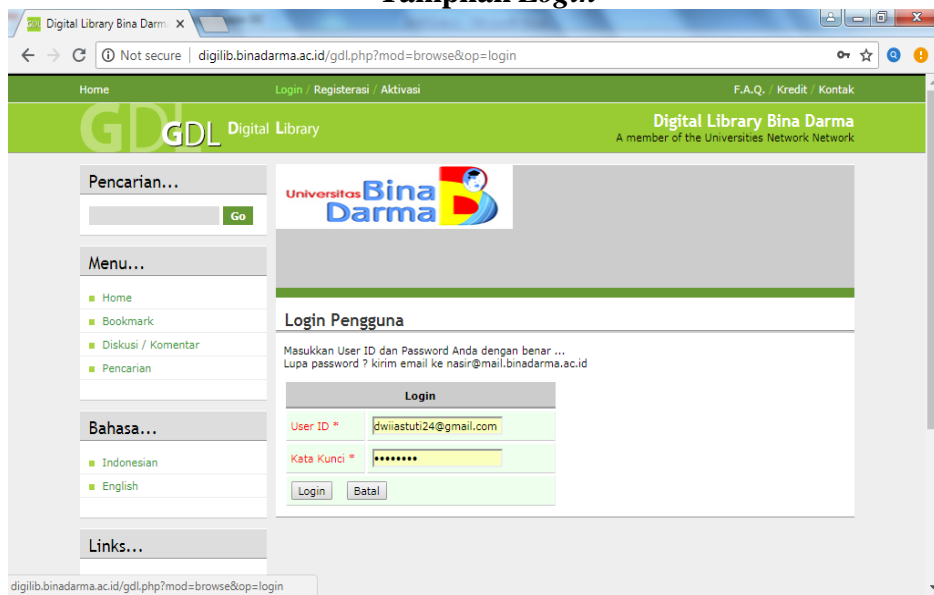 Tampilan Login
Digital Library Bina Darma
Not secure | digilib.binadarma.ac.id/gdl.php?mod=browse&op=login
Home Login / Registerasi / Aktivasi F.A.Q. / Kredit / Kontak
GDL GDL Digital Library
Digital Library Bina Darma
A member of the Universities Network Network
Pencarian...
Go
Universitas Bina
Darma
Menu...
Home
Bookmark
Diskusi / Komentar
Pencarian
Login Pengguna
Masukkan User ID dan Password Anda dengan benar ...
Lupa password ? kirim email ke nasir@mail.binadarma.ac.id
Login
User ID * dwiiastuti24@gmail.com
Kata Kunci * ••••••••
Login Batal
Bahasa...
Indonesian
English
Links...
digilib.binadarma.ac.id/gdl.php?mod=browse&op=login